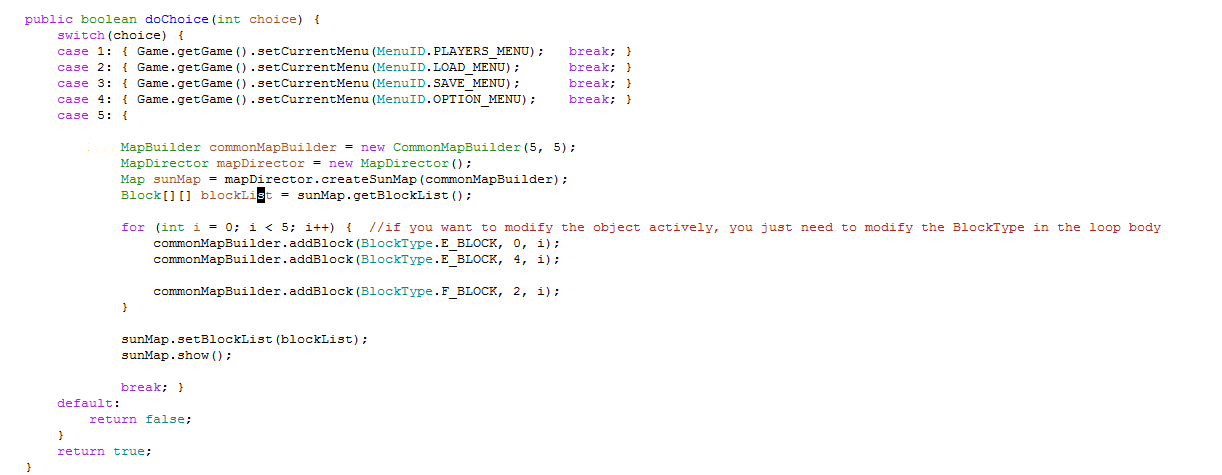 public boolean doChoice(int choice) {
    switch(choice) {
    case 1: { Game.getGame().setCurrentMenu(MenuID.PLAYERS_MENU);   break; }
    case 2: { Game.getGame().setCurrentMenu(MenuID.LOAD_MENU);      break; }
    case 3: { Game.getGame().setCurrentMenu(MenuID.SAVE_MENU);      break; }
    case 4: { Game.getGame().setCurrentMenu(MenuID.OPTION_MENU);    break; }
    case 5: {
            MapBuilder commonMapBuilder = new CommonMapBuilder(5, 5);
            MapDirector mapDirector = new MapDirector();
            Map sunMap = mapDirector.createSunMap(commonMapBuilder);
            Block[][] blockList = sunMap.getBlockList();
            for (int i = 0; i < 5; i++) {  //if you want to modify the object actively, you just need to modify the BlockType in the loop body
                commonMapBuilder.addBlock(BlockType.E_BLOCK, 0, i);
                commonMapBuilder.addBlock(BlockType.E_BLOCK, 4, i);
                commonMapBuilder.addBlock(BlockType.F_BLOCK, 2, i);
            }
            sunMap.setBlockList(blockList);
            sunMap.show();
            break; }
    default:
        return false;
    }
    return true;
}